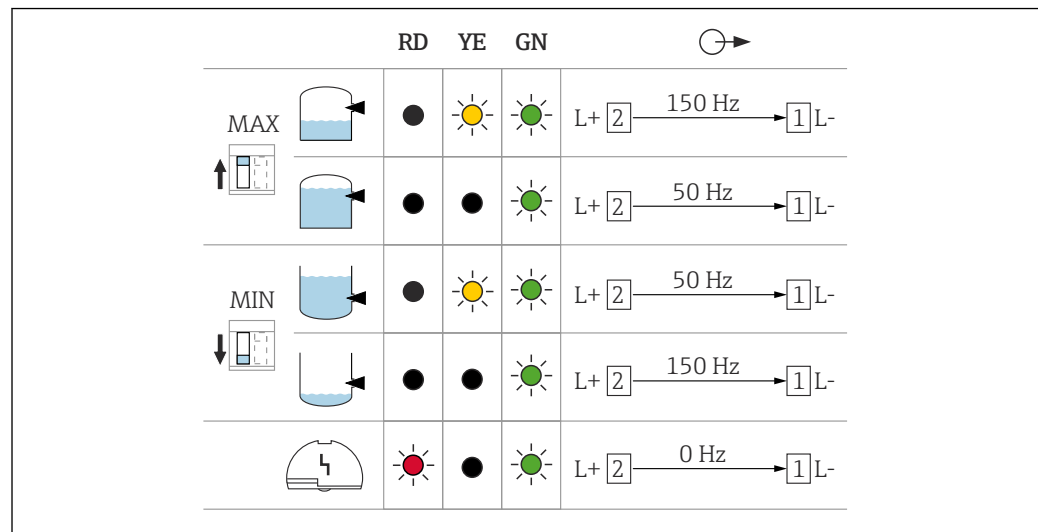 RD YE GN
MAX
L+ 2 150 Hz 1 L-
L+ 2 50 Hz 1 L-
MIN
L+ 2 50 Hz 1 L-
L+ 2 150 Hz 1 L-
L+ 2 0 Hz 1 L-